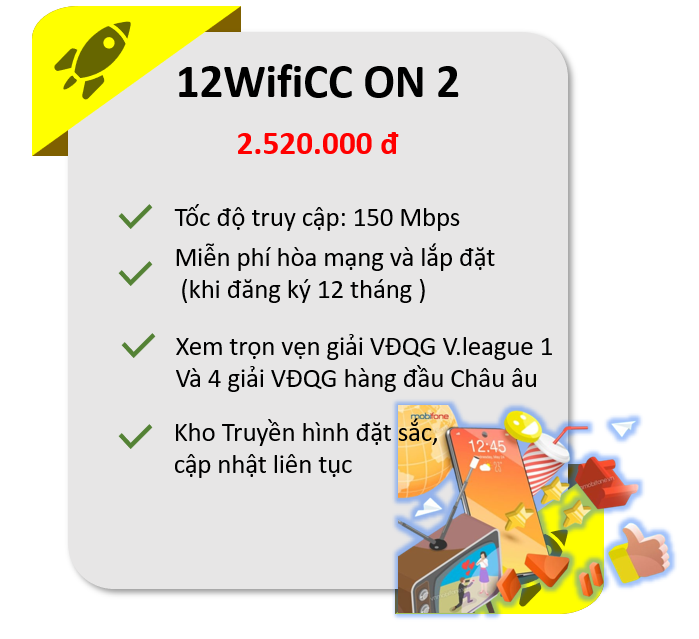 12WifiCC ON 2
2.520.000 đ
Tốc độ truy cập: 150 Mbps
Miễn phí hòa mạng và lắp đặt
(khi đăng ký 12 tháng )
Xem trọn vẹn giải VĐQG V.league 1
Và 4 giải VĐQG hàng đầu Châu âu
Kho Truyền hình đặt sắc,
cập nhật liên tục
mobifone
12:45